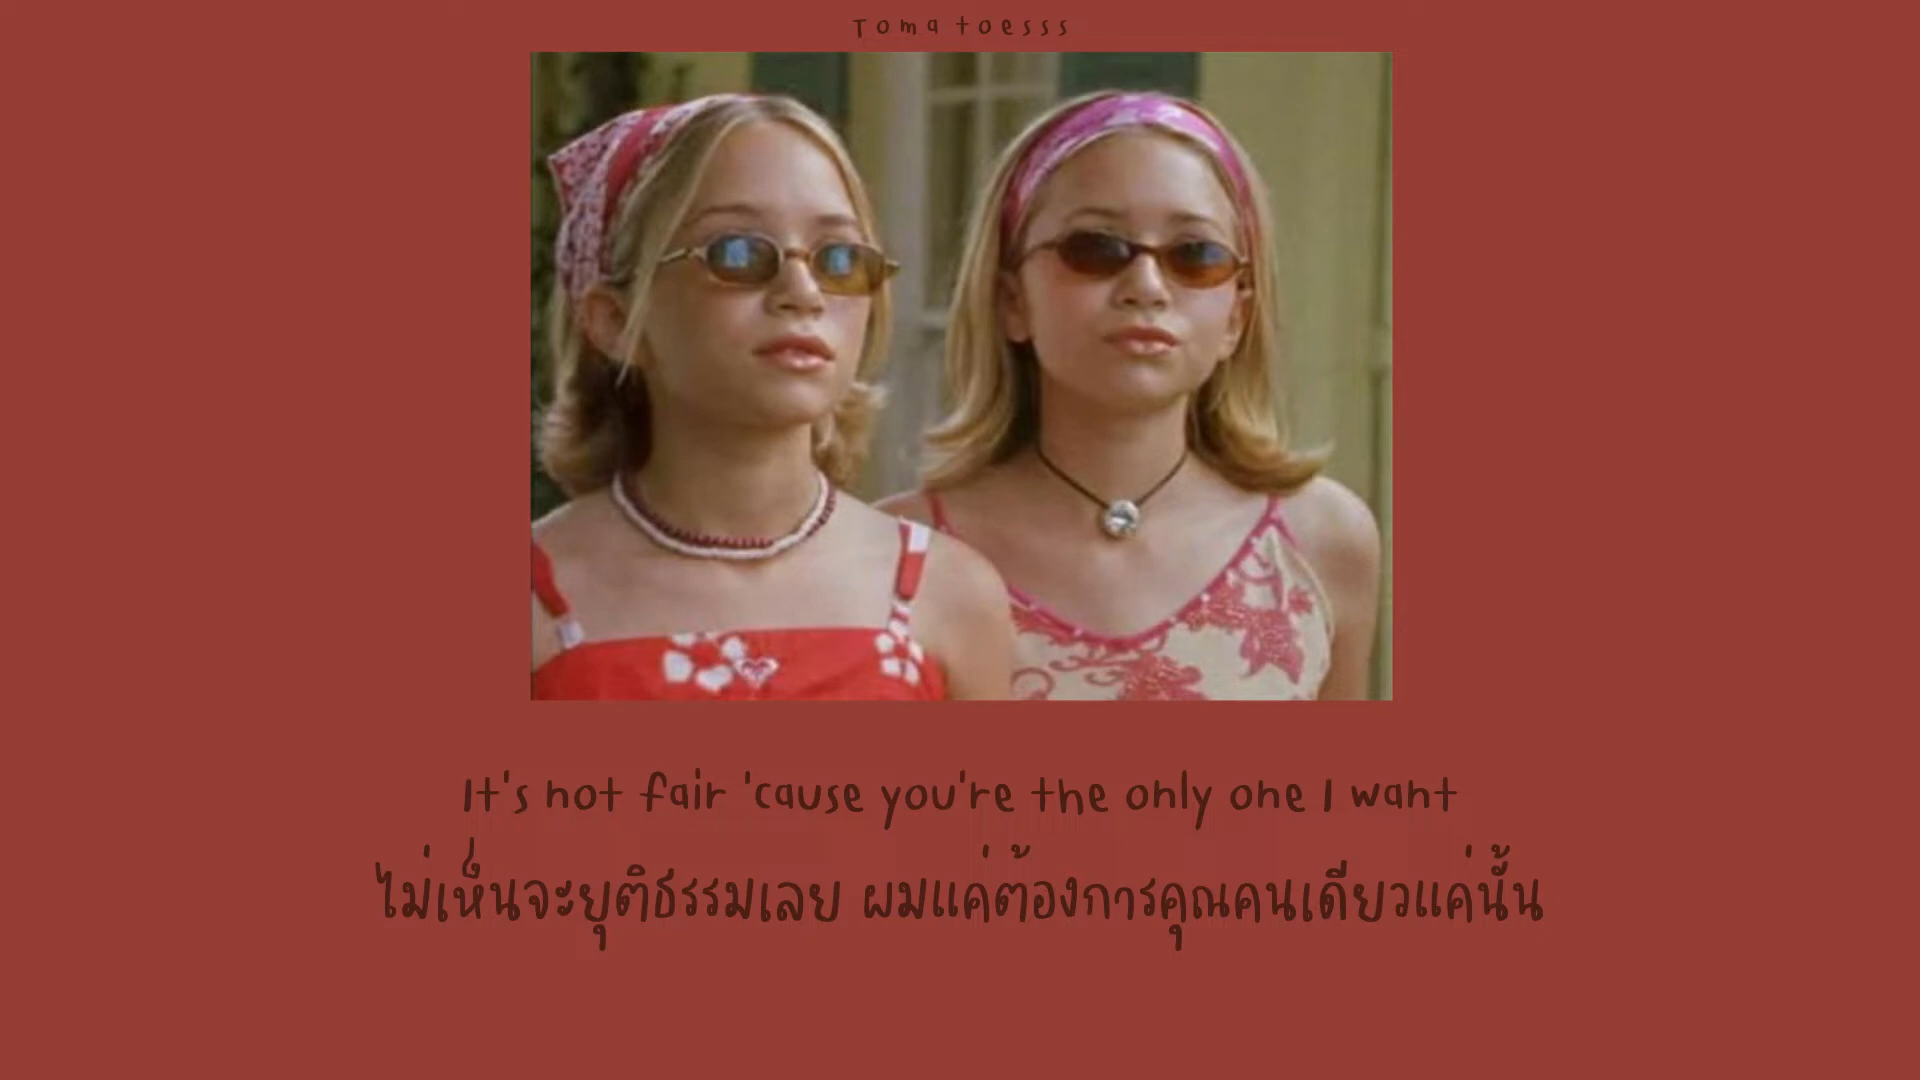 Tomatoesss
It's not fair 'cause you're the only one I want
ไม่เห็นจะยุติธรรมเลย ผมแค่ต้องการคุณคนเดียวแค่นั้น